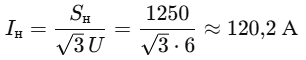 I_н = S_н / (√3 U) = 1250 / (√3 · 6) ≈ 120,2 А